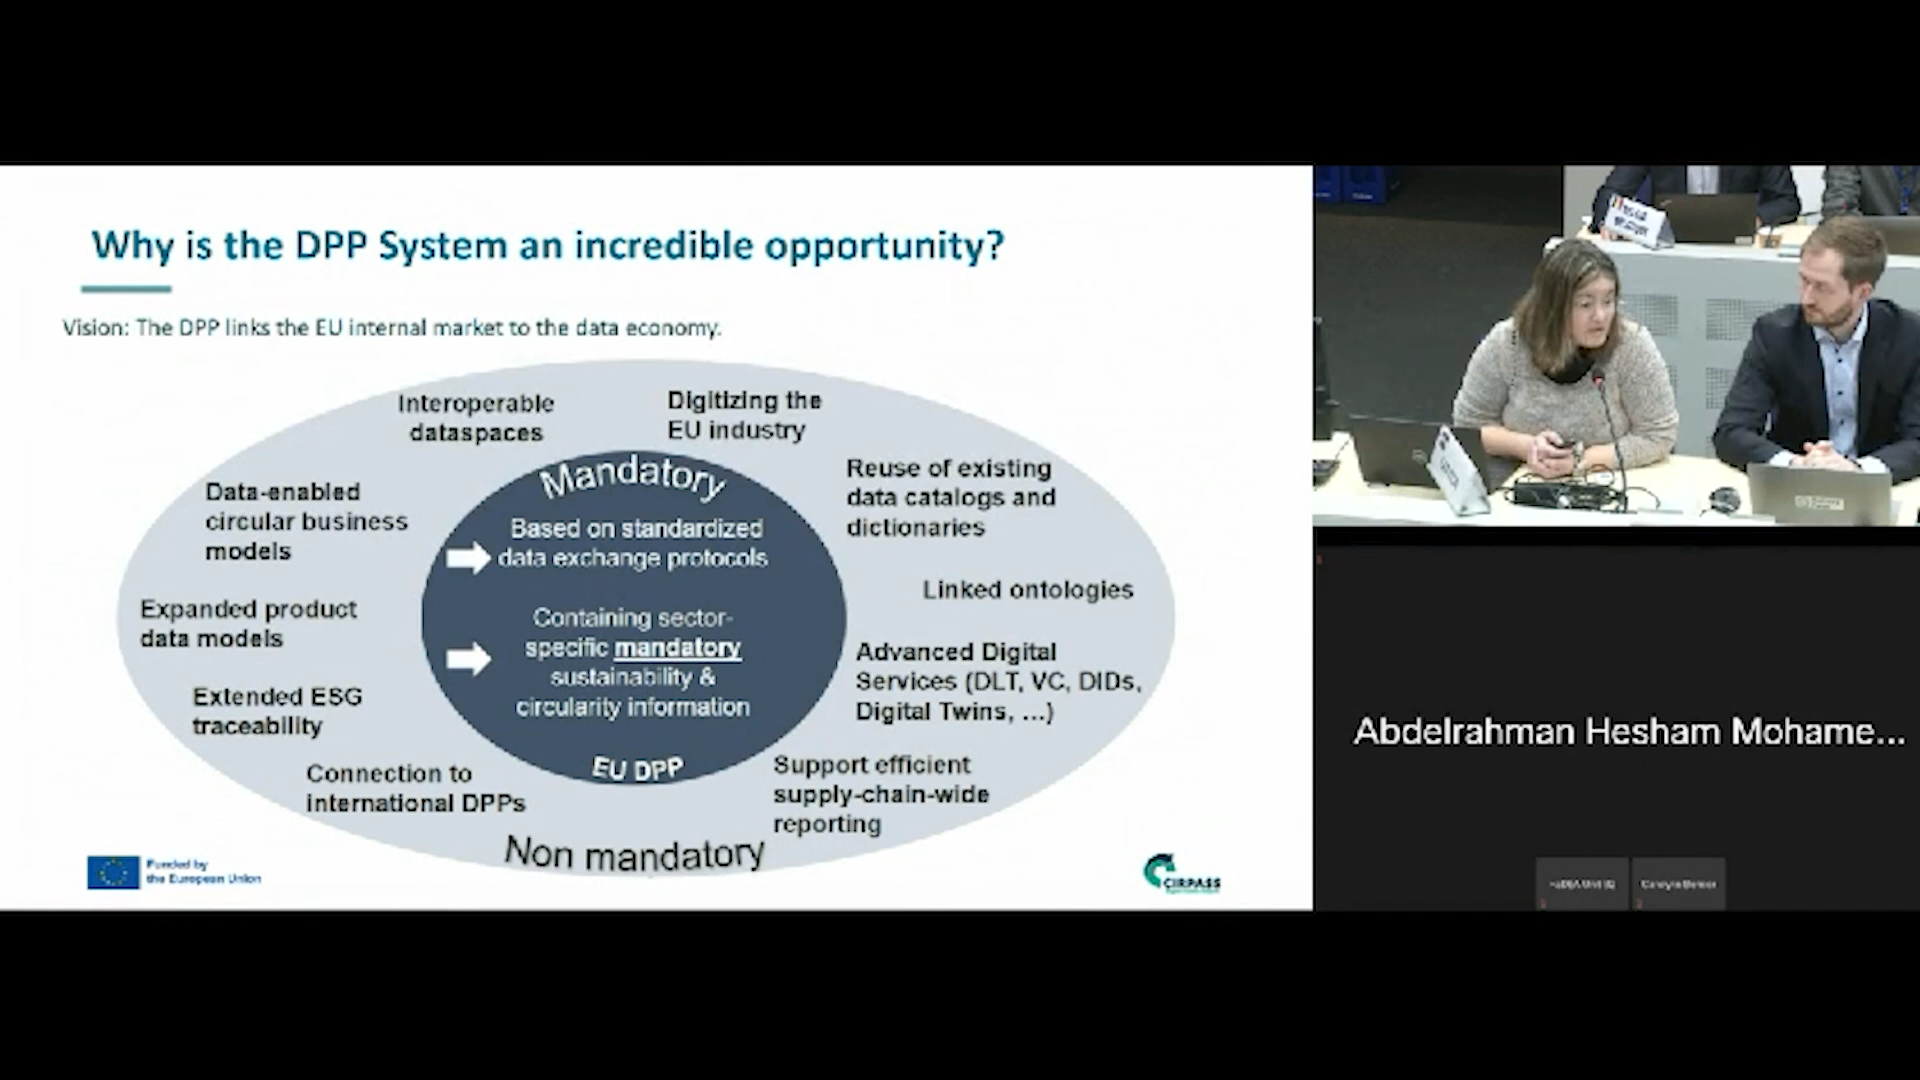 Why is the DPP System an incredible opportunity?
Vision: The DPP links the EU internal market to the data economy.
Interoperable
dataspaces
Digitizing the
EU industry
Data-enabled
circular business
models
Reuse of existing
data catalogs and
dictionaries
Expanded product
data models
Linked ontologies
Extended ESG
traceability
Advanced Digital
Services (DLT, VC, DIDs,
Digital Twins, ...)
Connection to
international DPPs
Support efficient
supply-chain-wide
reporting
Mandatory
Based on standardized
data exchange protocols
Containing sector-
specific mandatory
sustainability &
circularity information
EU DPP
Non mandatory
Funded by
the European Union
CIRPASS
Abdelrahman Hesham Mohame...